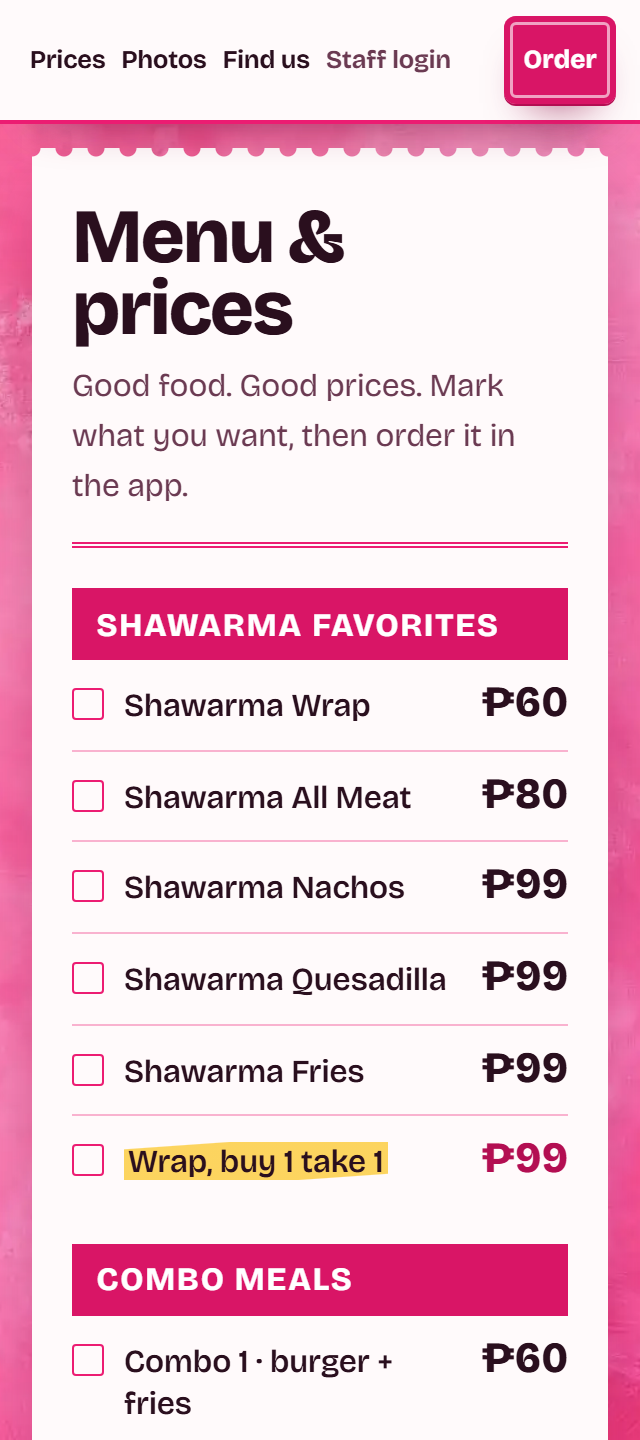 Prices Photos Find us Staff login Order
Menu &
prices
Good food. Good prices. Mark
what you want, then order it in
the app.
SHAWARMA FAVORITES
Shawarma Wrap ₱60
Shawarma All Meat ₱80
Shawarma Nachos ₱99
Shawarma Quesadilla ₱99
Shawarma Fries ₱99
Wrap, buy 1 take 1 ₱99
COMBO MEALS
Combo 1 · burger + ₱60
fries